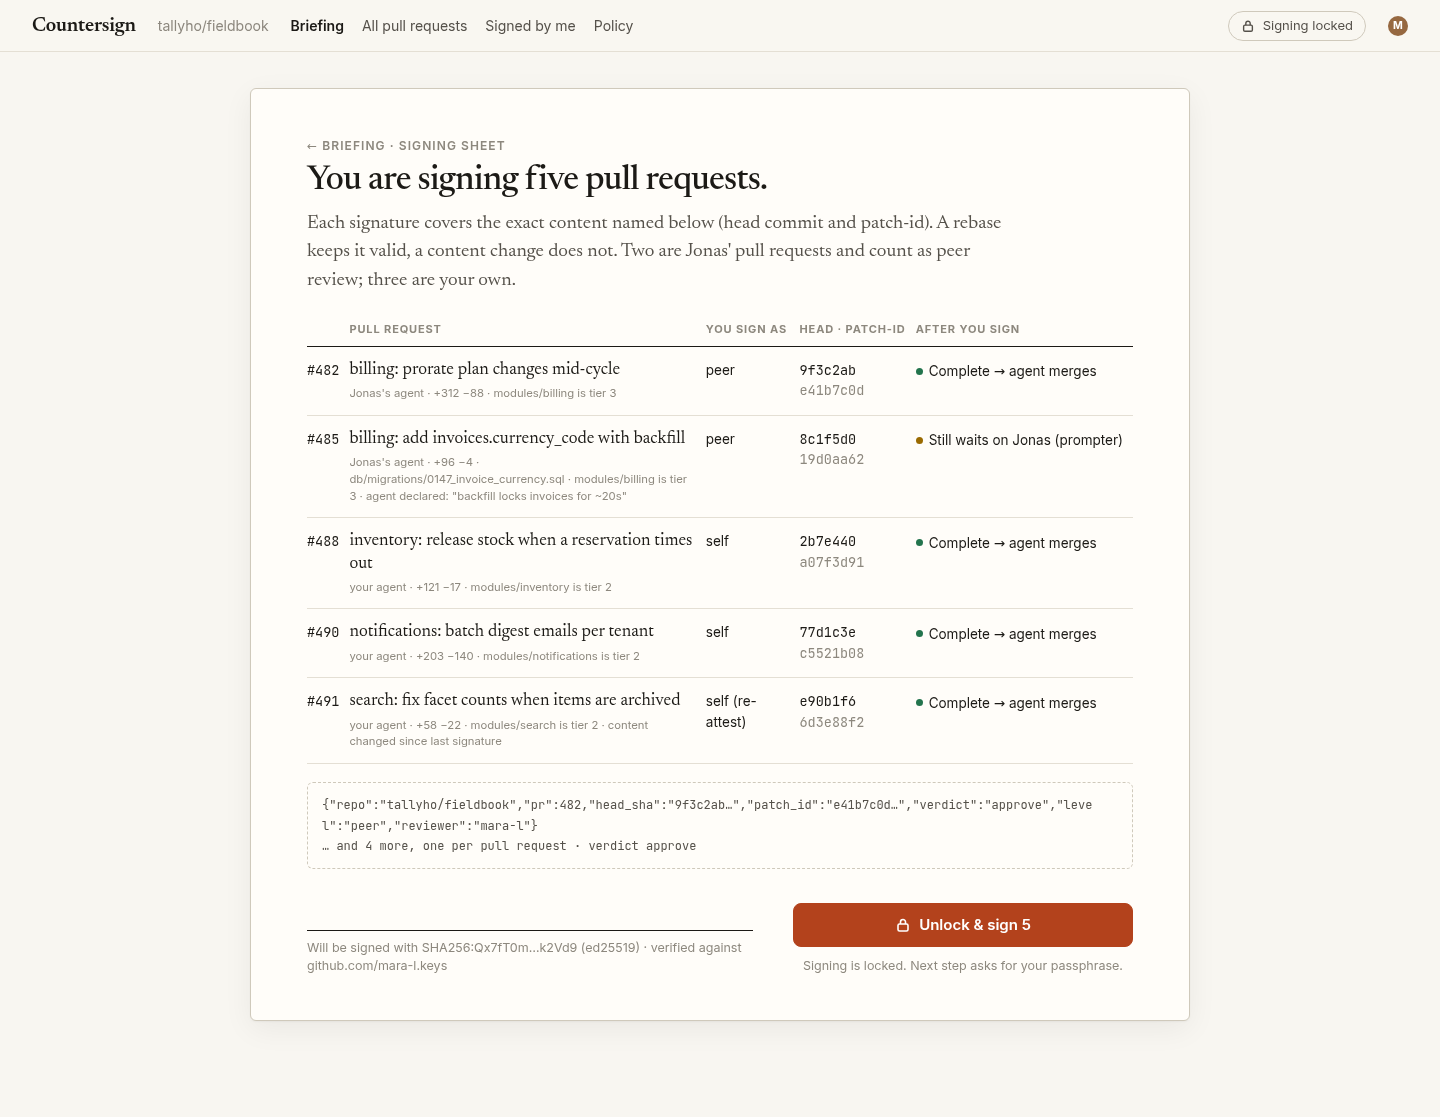 Countersign tallyho/fieldbook Briefing All pull requests Signed by me Policy Signing locked M
← BRIEFING · SIGNING SHEET
You are signing five pull requests.
Each signature covers the exact content named below (head commit and patch-id). A rebase
keeps it valid, a content change does not. Two are Jonas' pull requests and count as peer
review; three are your own.
PULL REQUEST YOU SIGN AS HEAD · PATCH-ID AFTER YOU SIGN
#482 billing: prorate plan changes mid-cycle peer 9f3c2ab Complete → agent merges
Jonas's agent · +312 −88 · modules/billing is tier 3 e41b7c0d
#485 billing: add invoices.currency_code with backfill peer 8c1f5d0 Still waits on Jonas (prompter)
Jonas's agent · +96 −4 · 19d0aa62
db/migrations/0147_invoice_currency.sql · modules/billing is tier
3 · agent declared: "backfill locks invoices for ~20s"
#488 inventory: release stock when a reservation times self 2b7e440 Complete → agent merges
out a07f3d91
your agent · +121 −17 · modules/inventory is tier 2
#490 notifications: batch digest emails per tenant self 77d1c3e Complete → agent merges
your agent · +203 −140 · modules/notifications is tier 2 c5521b08
#491 search: fix facet counts when items are archived self (re- e90b1f6 Complete → agent merges
your agent · +58 −22 · modules/search is tier 2 · content attest) 6d3e88f2
changed since last signature
{"repo":"tallyho/fieldbook","pr":482,"head_sha":"9f3c2ab…","patch_id":"e41b7c0d…","verdict":"approve","leve
l":"peer","reviewer":"mara-l"}
… and 4 more, one per pull request · verdict approve
Unlock & sign 5
Will be signed with SHA256:Qx7fT0m…k2Vd9 (ed25519) · verified against
github.com/mara-l.keys
Signing is locked. Next step asks for your passphrase.